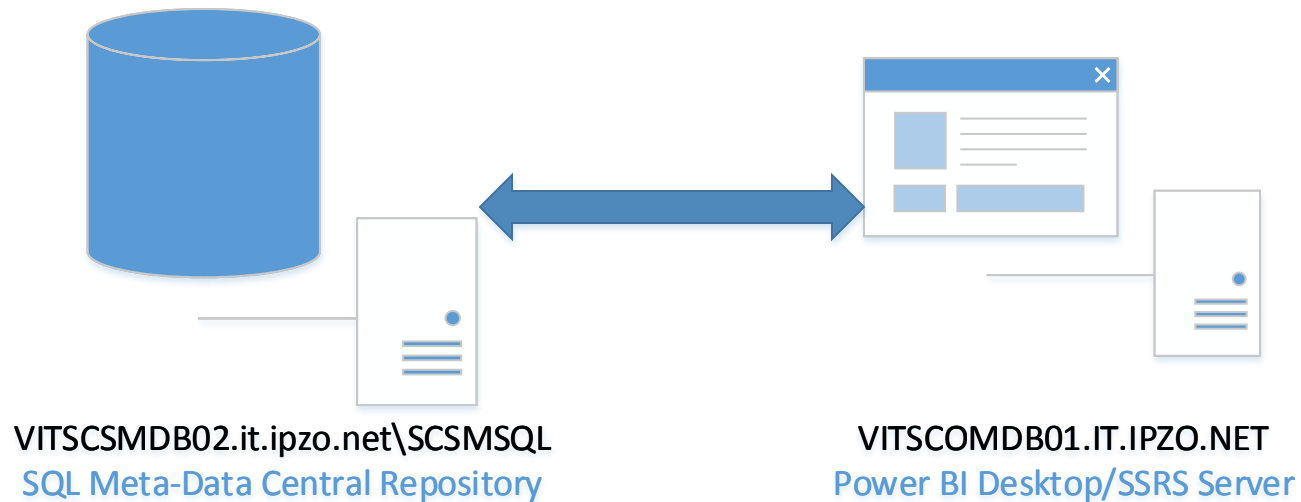 VITSCSMDB02.it.ipzo.net\SCSMSQL
SQL Meta-Data Central Repository
VITSCOMDB01.IT.IPZO.NET
Power BI Desktop/SSRS Server